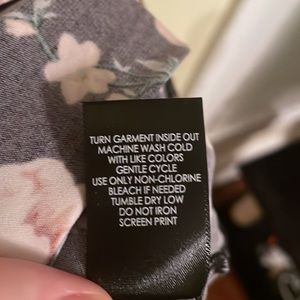 TURN GARMENT INSIDE OUT
MACHINE WASH COLD
WITH LIKE COLORS
GENTLE CYCLE
USE ONLY NON-CHLORINE
BLEACH IF NEEDED
TUMBLE DRY LOW
DO NOT IRON
SCREEN PRINT